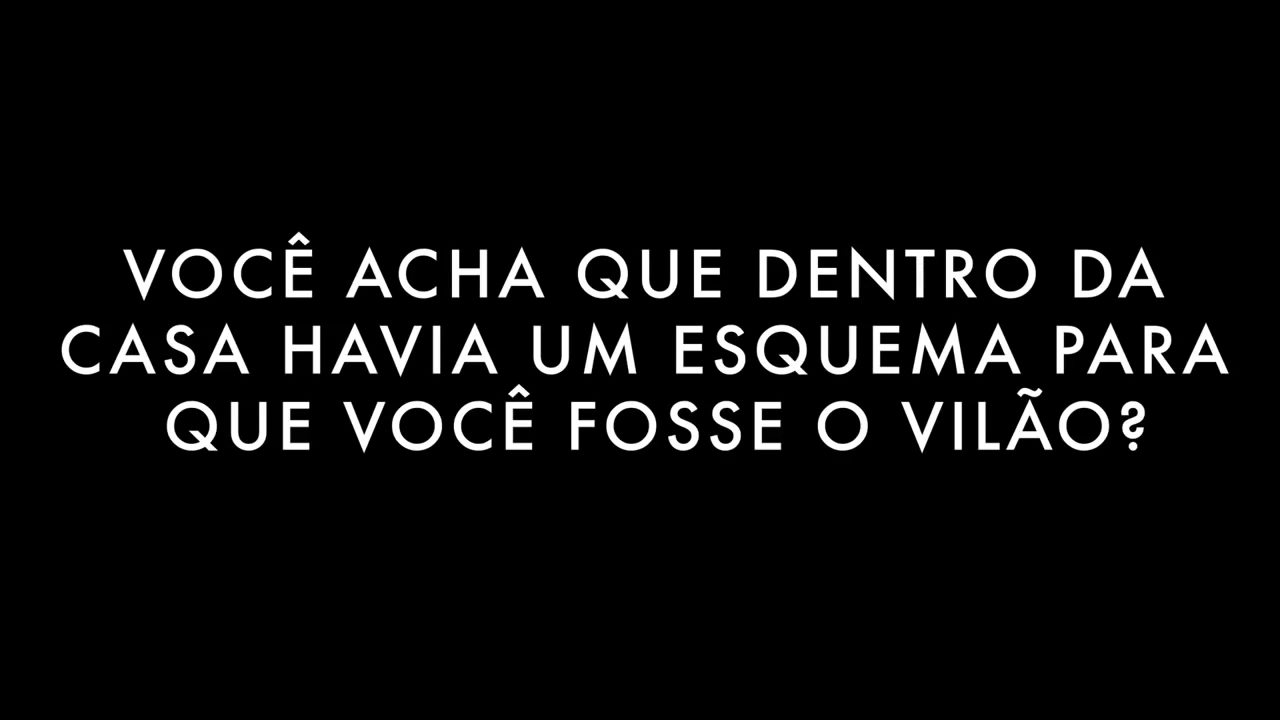 VOCÊ ACHA QUE DENTRO DA
CASA HAVIA UM ESQUEMA PARA
QUE VOCÊ FOSSE O VILÃO?